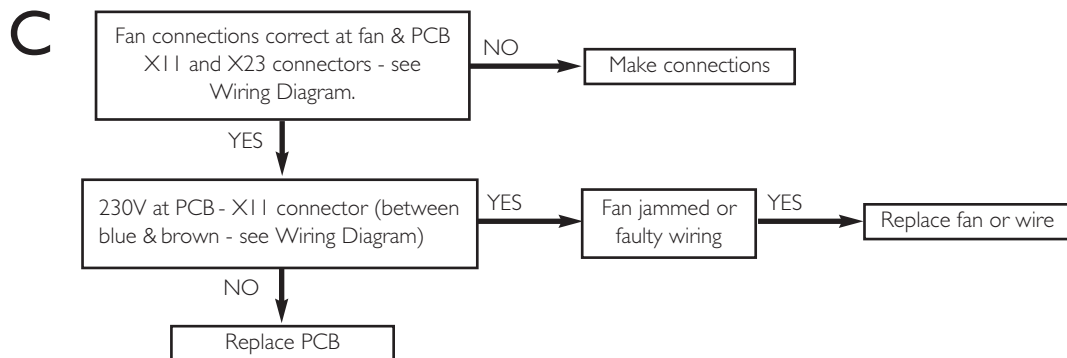 C
Fan connections correct at fan & PCB
X11 and X23 connectors - see
Wiring Diagram.
NO
Make connections
YES
230V at PCB - X11 connector (between
blue & brown - see Wiring Diagram)
YES
Fan jammed or
faulty wiring
YES
Replace fan or wire
NO
Replace PCB